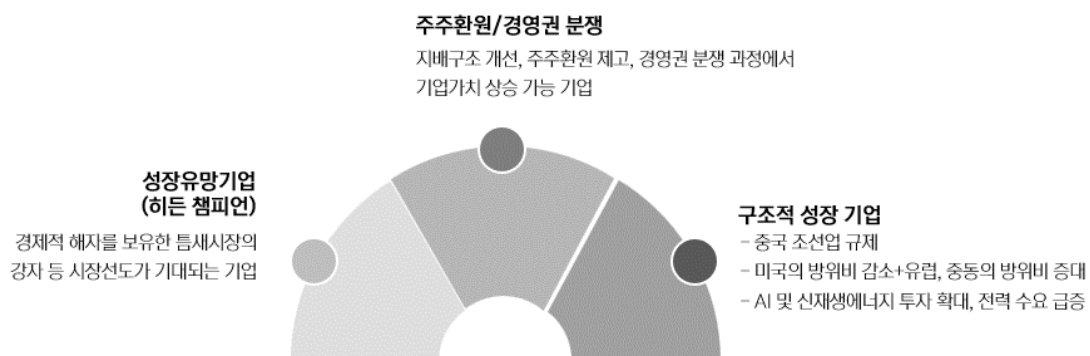 주주환원/경영권 분쟁
지배구조 개선, 주주환원 제고, 경영권 분쟁 과정에서
기업가치 상승 가능 기업
성장유망기업
(히든 챔피언)
경제적 해자를 보유한 틈새시장의
강자 등 시장선도가 기대되는 기업
구조적 성장 기업
- 중국 조선업 규제
- 미국의 방위비 감소+유럽, 중동의 방위비 증대
- AI 및 신재생에너지 투자 확대, 전력 수요 급증